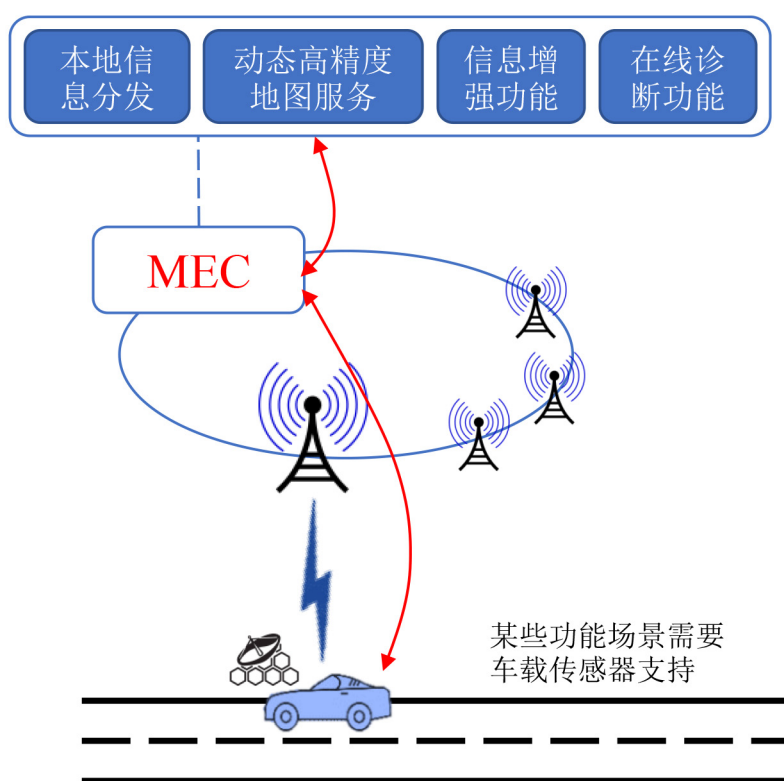 本地信
息分发
动态高精度
地图服务
信息增
强功能
在线诊
断功能
MEC
某些功能场景需要
车载传感器支持